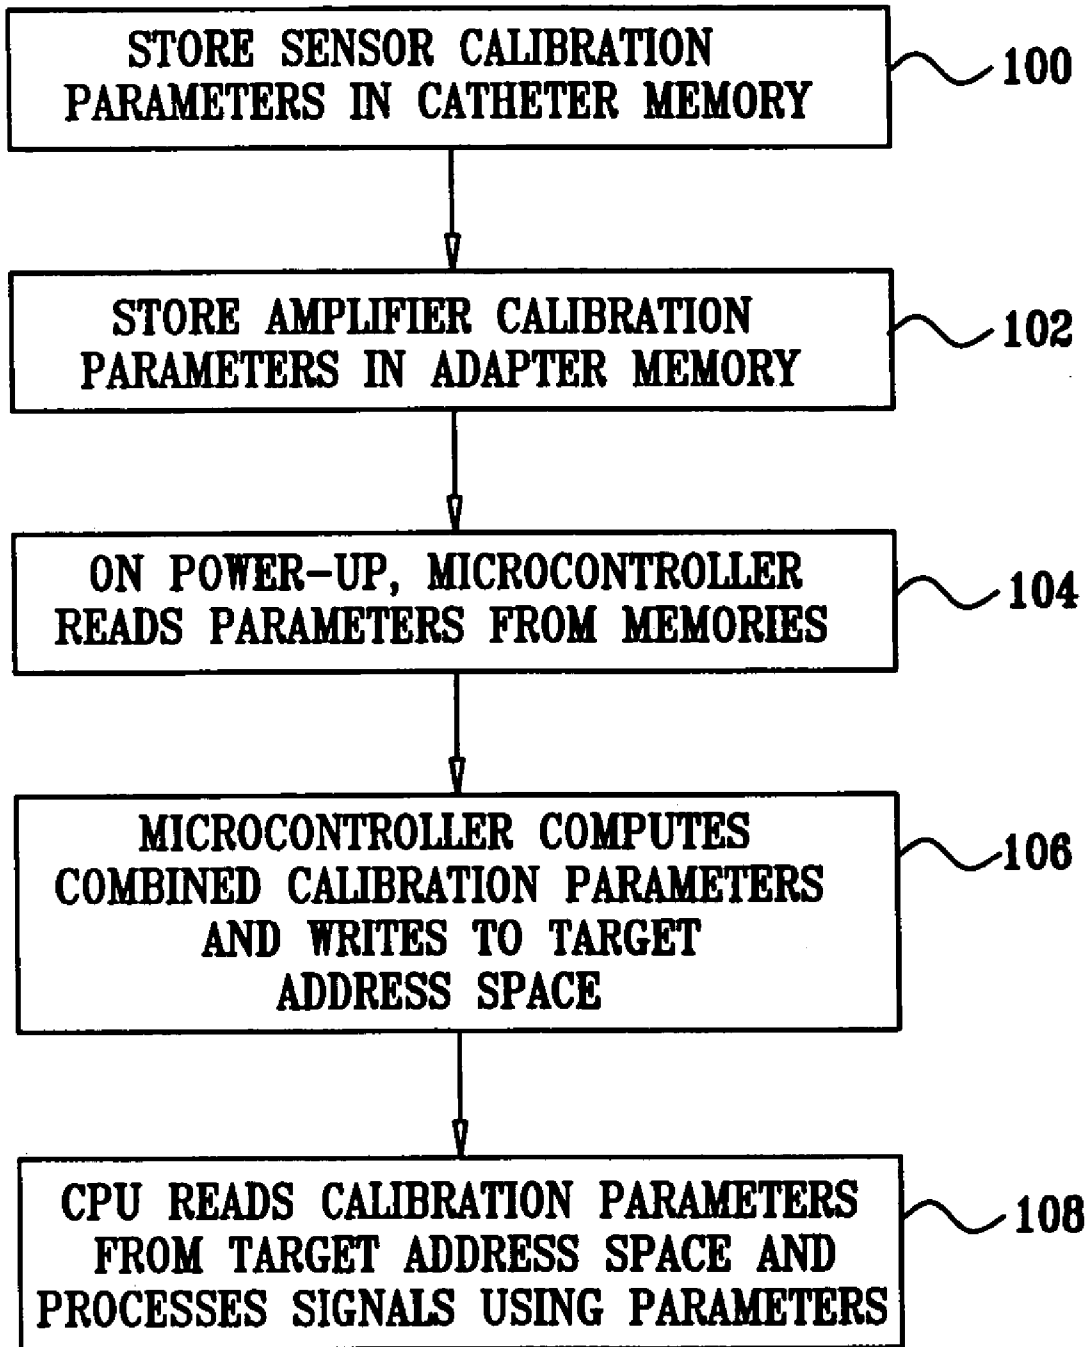 STORE SENSOR CALIBRATION
PARAMETERS IN CATHETER MEMORY
100
STORE AMPLIFIER CALIBRATION
PARAMETERS IN ADAPTER MEMORY
102
ON POWER-UP, MICROCONTROLLER
READS PARAMETERS FROM MEMORIES
104
MICROCONTROLLER COMPUTES
COMBINED CALIBRATION PARAMETERS
AND WRITES TO TARGET
ADDRESS SPACE
106
CPU READS CALIBRATION PARAMETERS
FROM TARGET ADDRESS SPACE AND
PROCESSES SIGNALS USING PARAMETERS
108